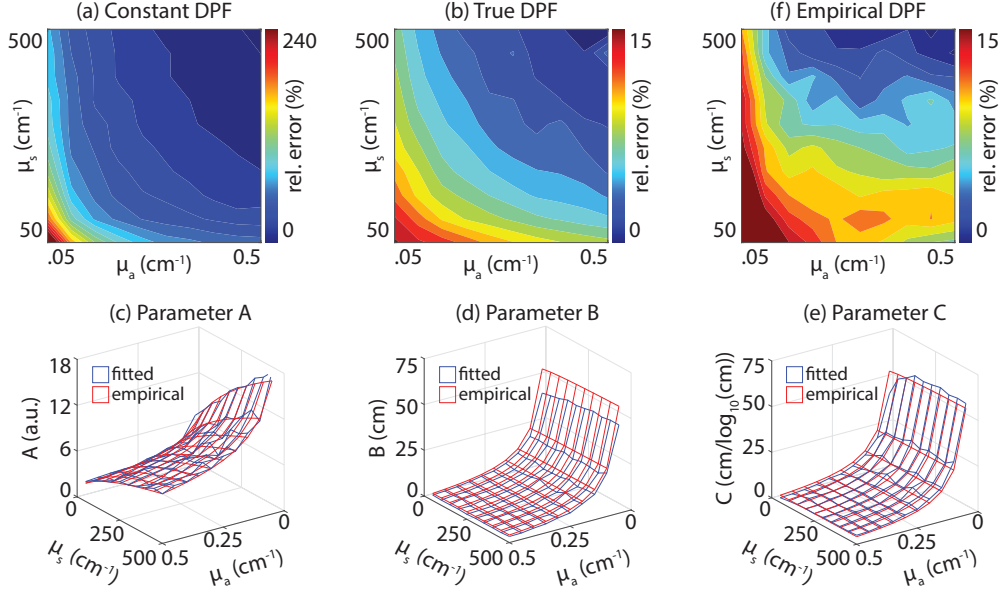 (a) Constant DPF
500
μs (cm⁻¹)
50
.05
μa (cm⁻¹)
0.5
240
rel. error (%)
0
(b) True DPF
500
μs (cm⁻¹)
50
.05
μa (cm⁻¹)
0.5
15
rel. error (%)
0
(f) Empirical DPF
500
μs (cm⁻¹)
50
.05
μa (cm⁻¹)
0.5
15
rel. error (%)
0
(c) Parameter A
fitted
empirical
A (a.u.)
18
12
6
0
0
250
500
μs (cm⁻¹)
0.5
0.25
0
μa (cm⁻¹)
(d) Parameter B
fitted
empirical
B (cm)
75
50
25
0
0
250
500
μs (cm⁻¹)
0.5
0.25
0
μa (cm⁻¹)
(e) Parameter C
fitted
empirical
C (cm/log₁₀(cm))
75
50
25
0
0
250
500
μs (cm⁻¹)
0.5
0.25
0
μa (cm⁻¹)